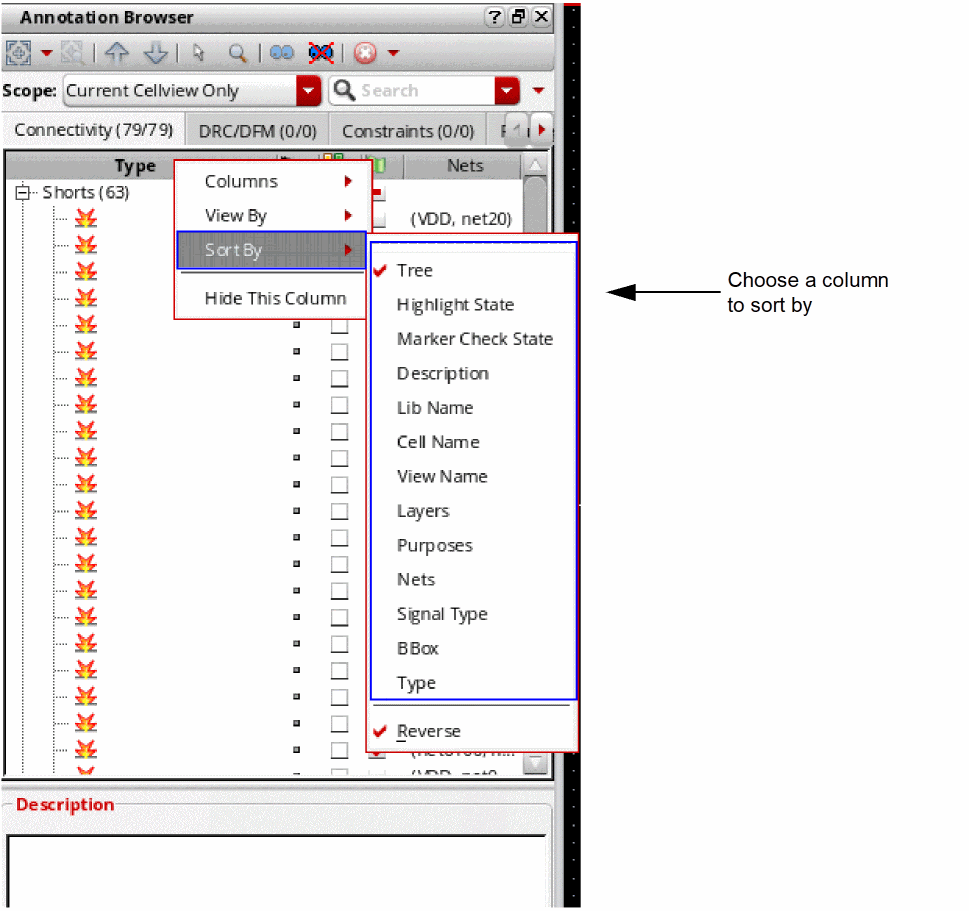 Annotation Browser
Scope: Current Cellview Only Search
Connectivity (79/79) DRC/DFM (0/0) Constraints (0/0)
Type Nets
Shorts (63)
(VDD, net20)
Columns
View By
Sort By
Hide This Column
Tree
Highlight State
Marker Check State
Description
Lib Name
Cell Name
View Name
Layers
Purposes
Nets
Signal Type
BBox
Type
Reverse
Choose a column
to sort by
Description